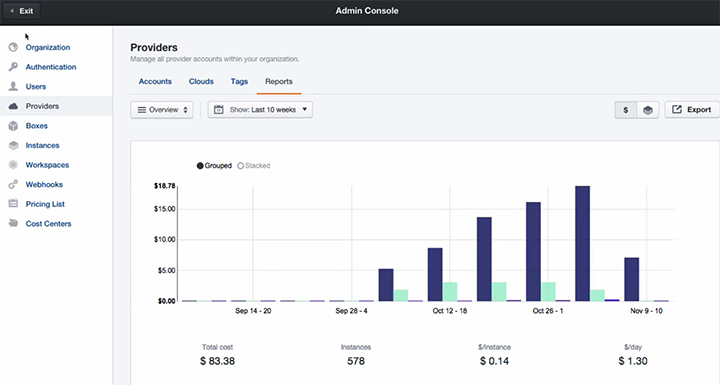 Exit
Admin Console
Organization
Authentication
Users
Providers
Boxes
Instances
Workspaces
Webhooks
Pricing List
Cost Centers
Providers
Manage all provider accounts within your organization.
Accounts Clouds Tags Reports
Overview Show: Last 10 weeks $ Export
Grouped Stacked
$18.78
$15.00
$10.00
$5.00
$0.00
Sep 14 - 20 Sep 28 - 4 Oct 12 - 18 Oct 26 - 1 Nov 9 - 10
Total cost Instances $/instance $/day
$ 83.38 578 $ 0.14 $ 1.30